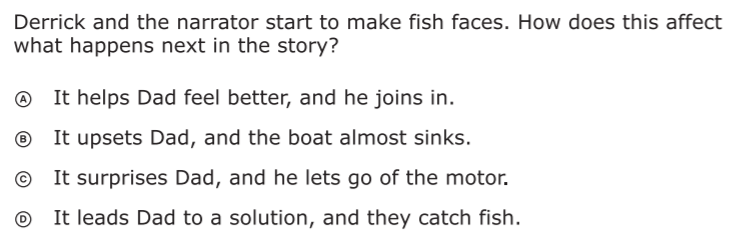 Derrick and the narrator start to make fish faces. How does this affect
what happens next in the story?
Ⓐ It helps Dad feel better, and he joins in.
Ⓑ It upsets Dad, and the boat almost sinks.
Ⓒ It surprises Dad, and he lets go of the motor.
Ⓓ It leads Dad to a solution, and they catch fish.